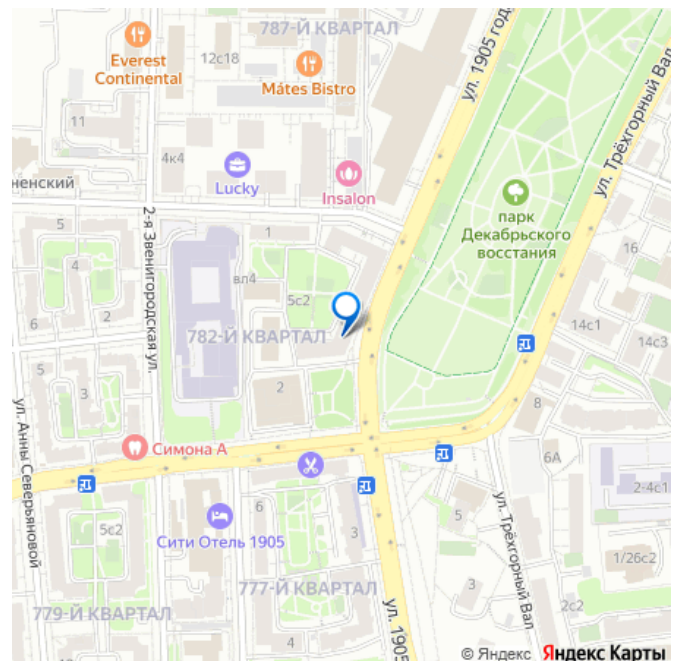 787-Й КВАРТАЛ
ул. 1905 год
ул. Трёхгорный Вал
Everest
Continental
12с18
Mátes Bistro
11
4к4
Lucky
Insalon
ненский
парк
Декабрьского
восстания
5
2-я Звенигородская ул.
1
4
вл4
5с2
16
6
2
782-Й КВАРТАЛ
14с1
14с3
5
3
2
8
ул. Анны Северьяновой
Симона А
6А
2-4с1
5с2
6
3
5
Сити Отель 1905
ул. Трёхгорный Вал
1/26с2
777-Й КВАРТАЛ
3
779-Й КВАРТАЛ
ул. 1905
2с2
4
© Яндекс Яндекс Карты